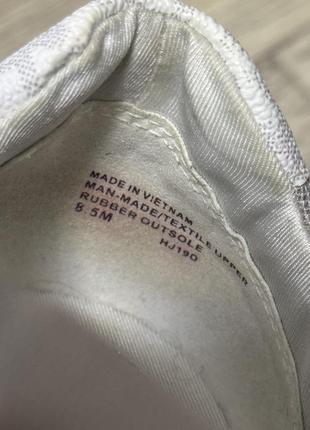 MADE IN VIETNAM
MAN-MADE/TEXTILE UPPER
RUBBER OUTSOLE
8.5M HJ190